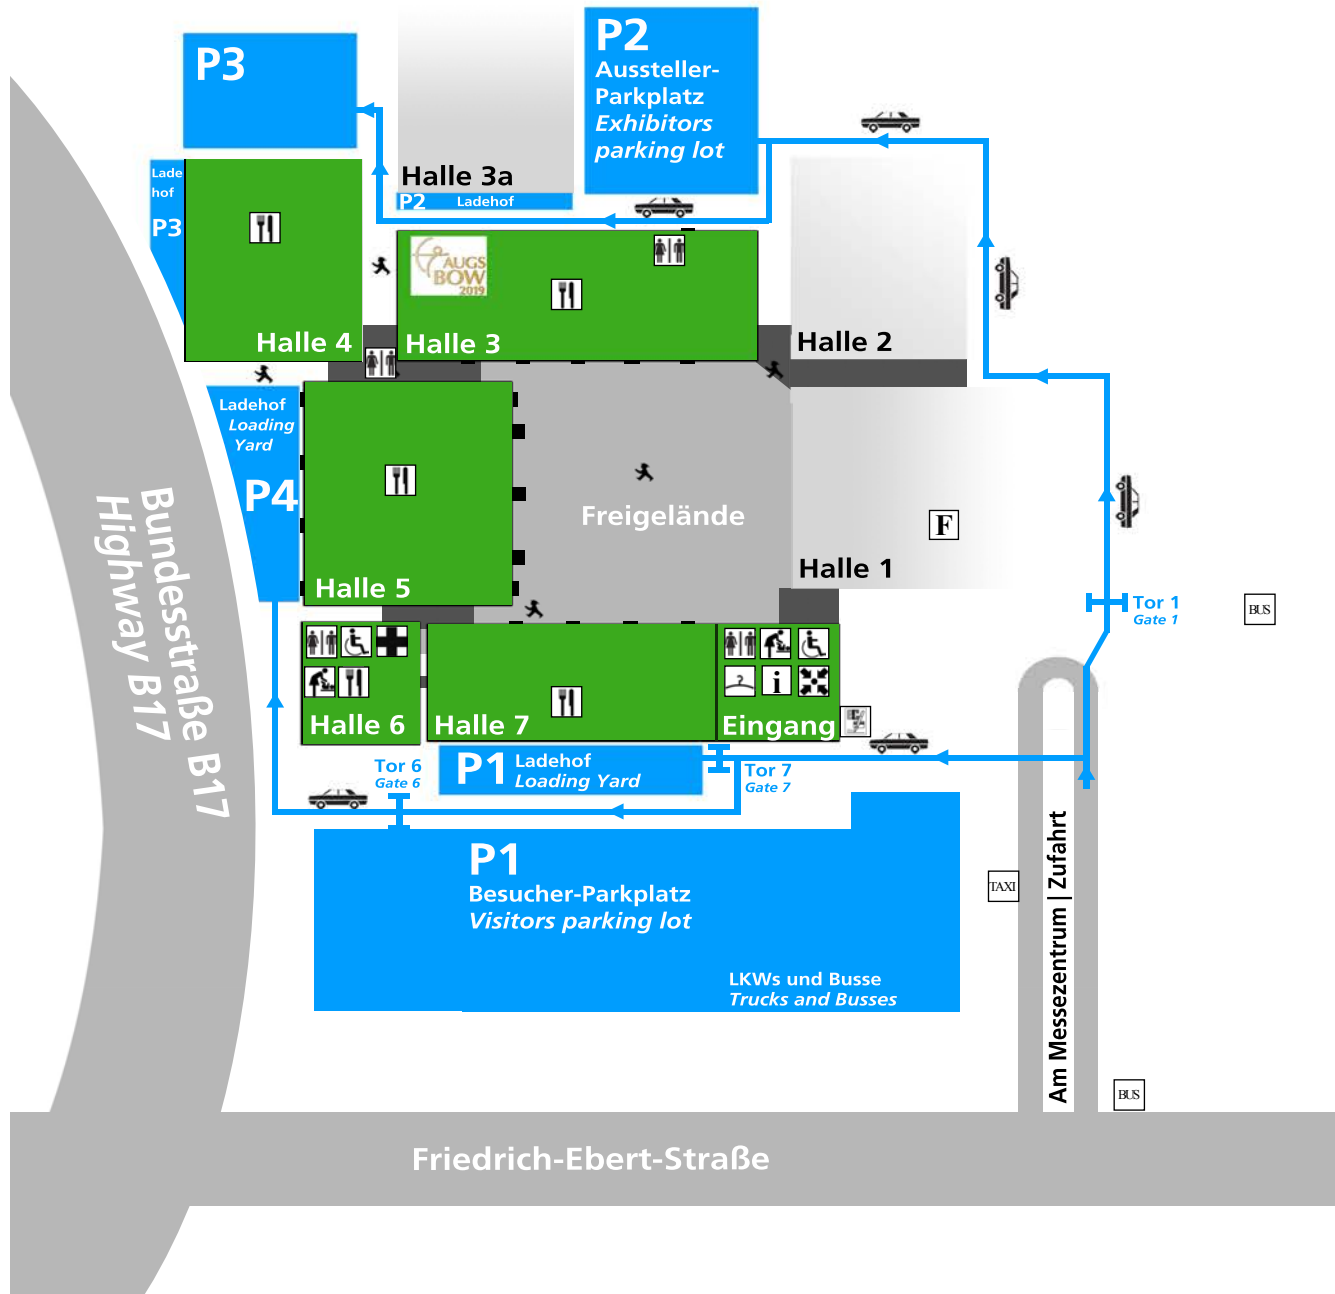 P3
P2
Aussteller-
Parkplatz
Exhibitors
parking lot
Halle 3a
P2 Ladehof
Lade
hof
P3
Halle 4
AUGS
BOW
2019
Halle 3
Halle 2
Ladehof
Loading
Yard
P4
Halle 5
Freigelände
F
Halle 1
Tor 1
Gate 1
BUS
Bundesstraße B17
Highway B17
Halle 6
Halle 7
?
i
Eingang
Tor 6
Gate 6
P1 Ladehof
Loading Yard
Tor 7
Gate 7
P1
Besucher-Parkplatz
Visitors parking lot
LKWs und Busse
Trucks and Busses
TAXI
Am Messezentrum | Zufahrt
BUS
Friedrich-Ebert-Straße